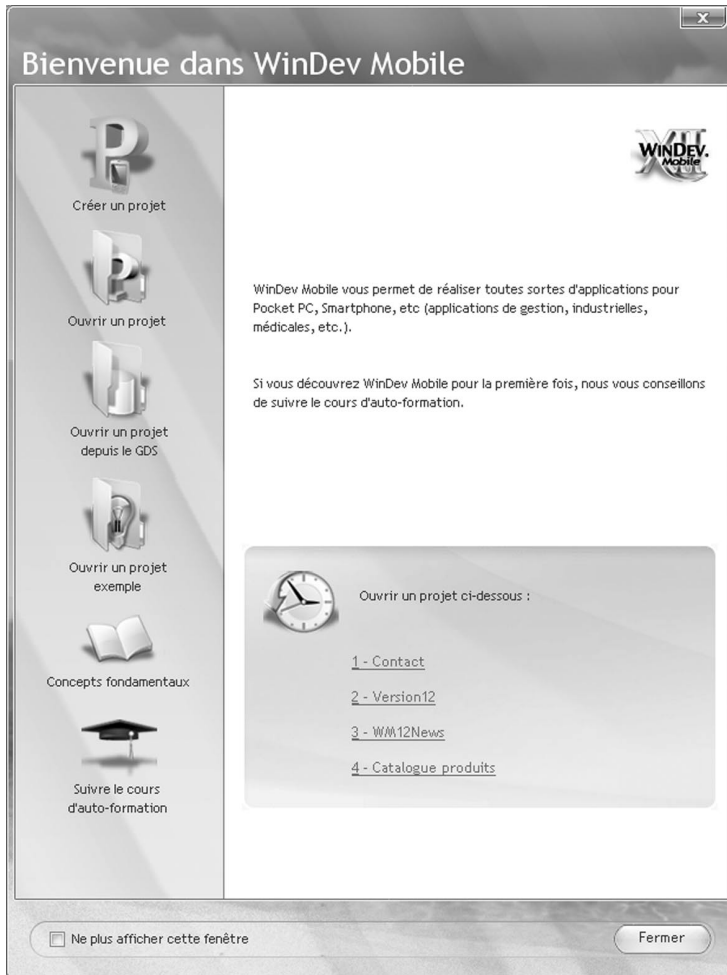 x
Bienvenue dans WinDev Mobile
Créer un projet
Ouvrir un projet
Ouvrir un projet
depuis le GDS
Ouvrir un projet
exemple
Concepts fondamentaux
Suivre le cours
d'auto-formation
XII
WINDEV.
Mobile
WinDev Mobile vous permet de réaliser toutes sortes d'applications pour
Pocket PC, Smartphone, etc (applications de gestion, industrielles,
médicales, etc.).
Si vous découvrez WinDev Mobile pour la première fois, nous vous conseillons
de suivre le cours d'auto-formation.
Ouvrir un projet ci-dessous :
1 - Contact
2 - Version12
3 - WM12News
4 - Catalogue produits
Ne plus afficher cette fenêtre
Fermer